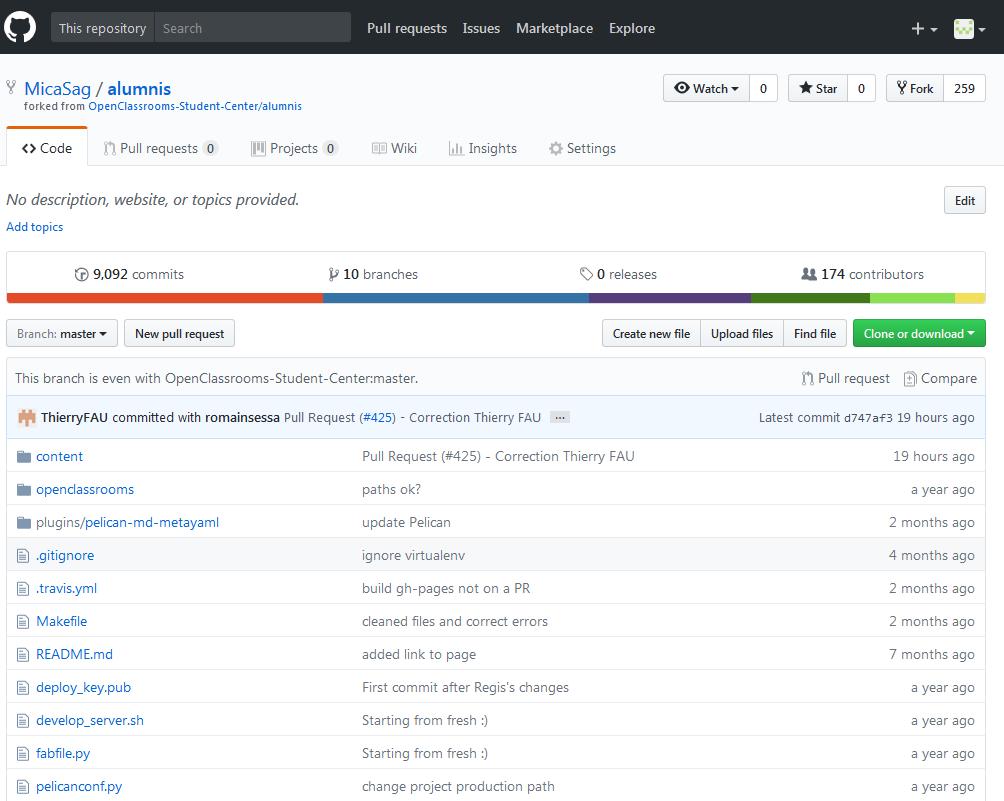 This repository Search Pull requests Issues Marketplace Explore
MicaSag / alumnis Watch 0 Star 0 Fork 259
forked from OpenClassrooms-Student-Center/alumnis
Code Pull requests 0 Projects 0 Wiki Insights Settings
No description, website, or topics provided. Edit
Add topics
9,092 commits 10 branches 0 releases 174 contributors
Branch: master New pull request Create new file Upload files Find file Clone or download
This branch is even with OpenClassrooms-Student-Center:master. Pull request Compare
ThierryFAU committed with romainsessa Pull Request (#425) - Correction Thierry FAU ... Latest commit d747af3 19 hours ago
content Pull Request (#425) - Correction Thierry FAU 19 hours ago
openclassrooms paths ok? a year ago
plugins/pelican-md-metayaml update Pelican 2 months ago
.gitignore ignore virtualenv 4 months ago
.travis.yml build gh-pages not on a PR 2 months ago
Makefile cleaned files and correct errors 2 months ago
README.md added link to page 7 months ago
deploy_key.pub First commit after Regis's changes a year ago
develop_server.sh Starting from fresh :) a year ago
fabfile.py Starting from fresh :) a year ago
pelicanconf.py change project production path a year ago